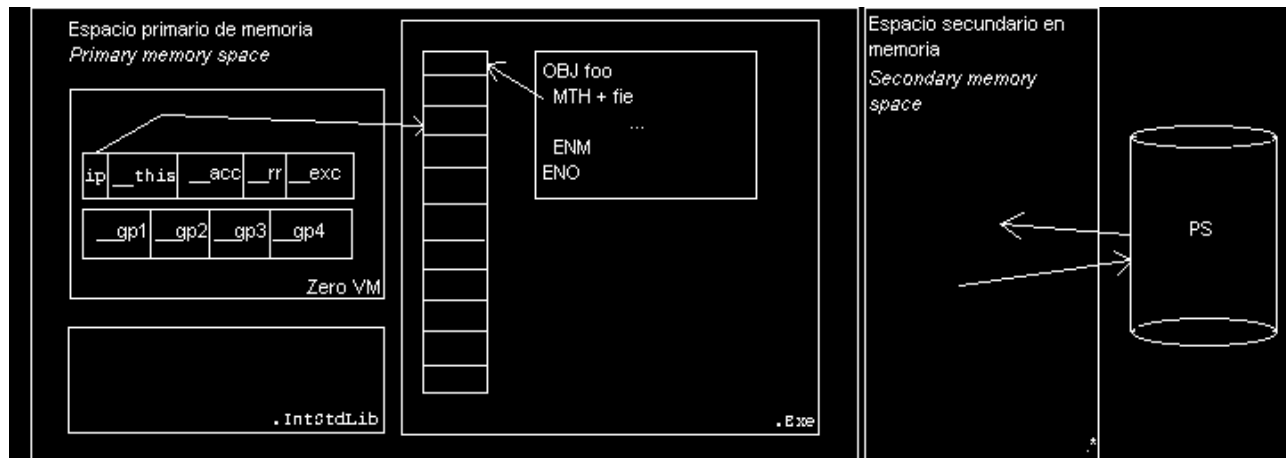 Espacio primario de memoria
Primary memory space
ip __this __acc __rr __exc
__gp1 __gp2 __gp3 __gp4
Zero VM
.IntStdLib
OBJ foo
MTH + fie
...
ENM
ENO
.Exe
Espacio secundario en
memoria
Secondary memory
space
.*
PS